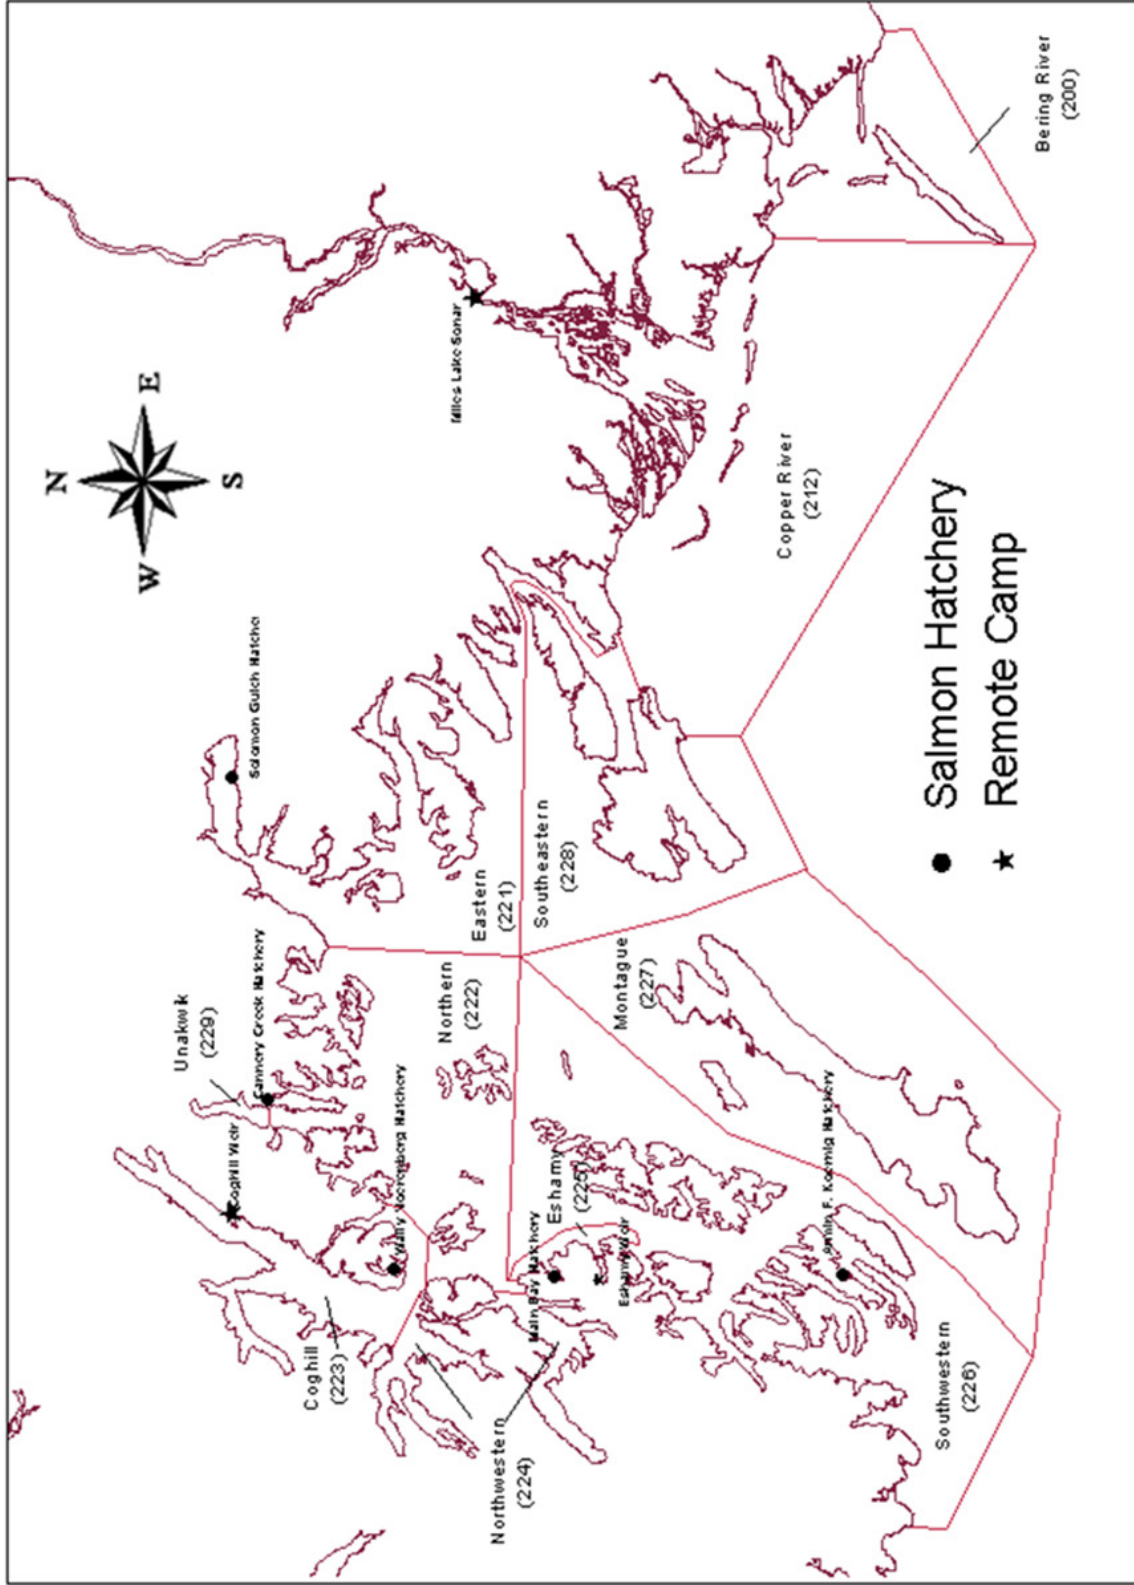 N
W
E
S
Unakwik
(229)
Cannery Creek Hatchery
Coghill Weir
Wally Noerenberg Hatchery
Coghill
(223)
Northwestern
(224)
Main Bay Hatchery
Eshamy
(225)
Eshamy Weir
Northern
(222)
Eastern
(221)
Southeastern
(228)
Montague
(227)
Armin F. Koernig Hatchery
Southwestern
(226)
Solomon Gulch Hatche
Miles Lake Sonar
Copper River
(212)
Bering River
(200)
Salmon Hatchery
Remote Camp